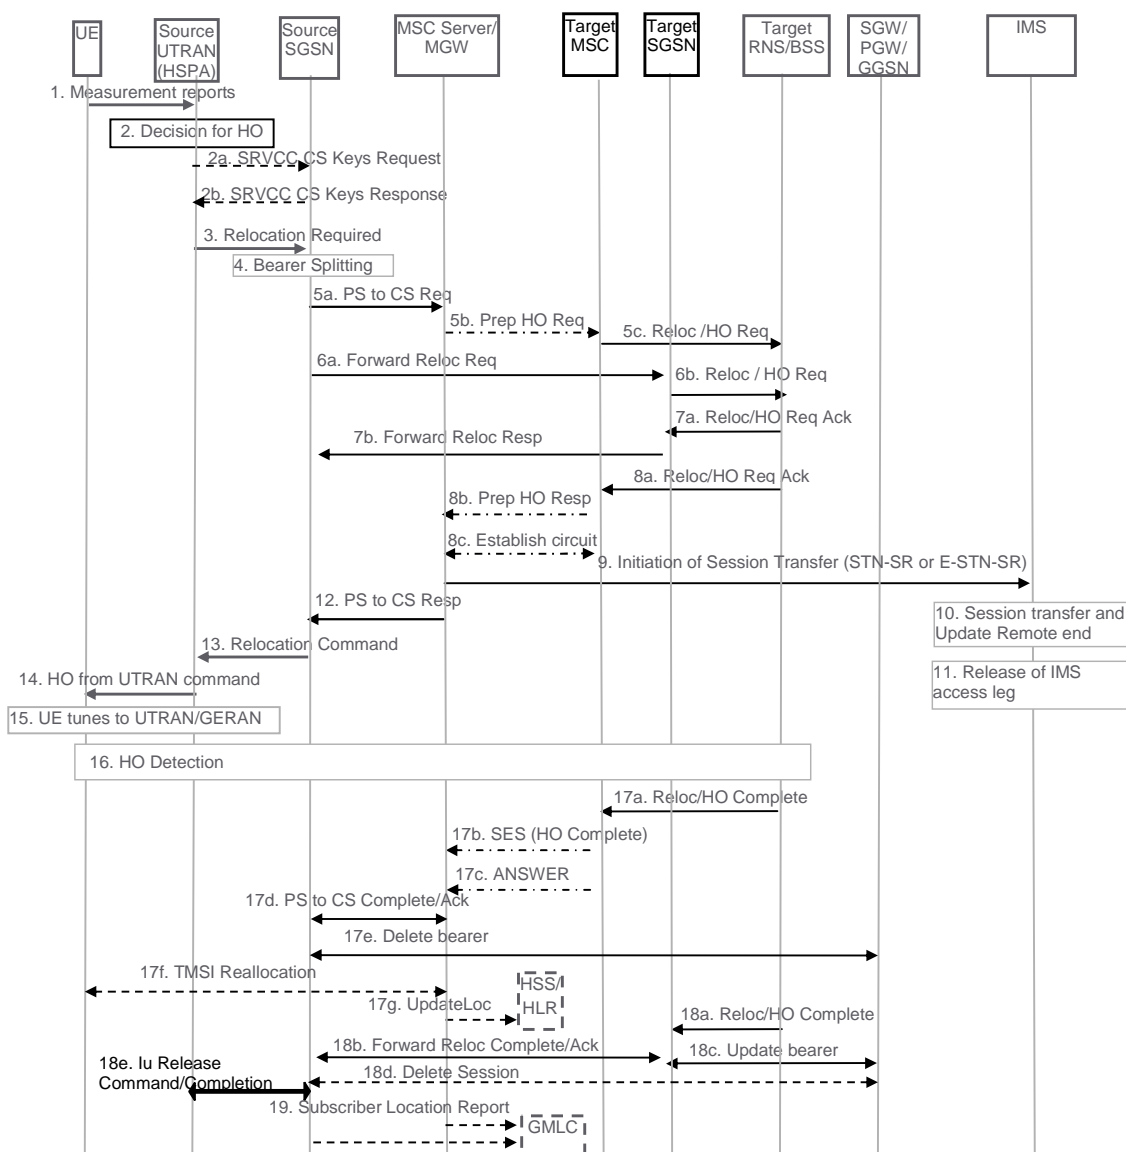 UE
Source
UTRAN
(HSPA)
Source
SGSN
MSC Server/
MGW
Target
MSC
Target
SGSN
Target
RNS/BSS
SGW/
PGW/
GGSN
IMS
1. Measurement reports
2. Decision for HO
2a. SRVCC CS Keys Request
2b. SRVCC CS Keys Response
3. Relocation Required
4. Bearer Splitting
5a. PS to CS Req
5b. Prep HO Req
5c. Reloc /HO Req
6a. Forward Reloc Req
6b. Reloc / HO Req
7a. Reloc/HO Req Ack
7b. Forward Reloc Resp
8a. Reloc/HO Req Ack
8b. Prep HO Resp
8c. Establish circuit
9. Initiation of Session Transfer (STN-SR or E-STN-SR)
12. PS to CS Resp
10. Session transfer and
Update Remote end
13. Relocation Command
11. Release of IMS
access leg
14. HO from UTRAN command
15. UE tunes to UTRAN/GERAN
16. HO Detection
17a. Reloc/HO Complete
17b. SES (HO Complete)
17c. ANSWER
17d. PS to CS Complete/Ack
17e. Delete bearer
17f. TMSI Reallocation
HSS/
HLR
17g. UpdateLoc
18a. Reloc/HO Complete
18b. Forward Reloc Complete/Ack
18c. Update bearer
18e. Iu Release
Command/Completion
18d. Delete Session
19. Subscriber Location Report
GMLC